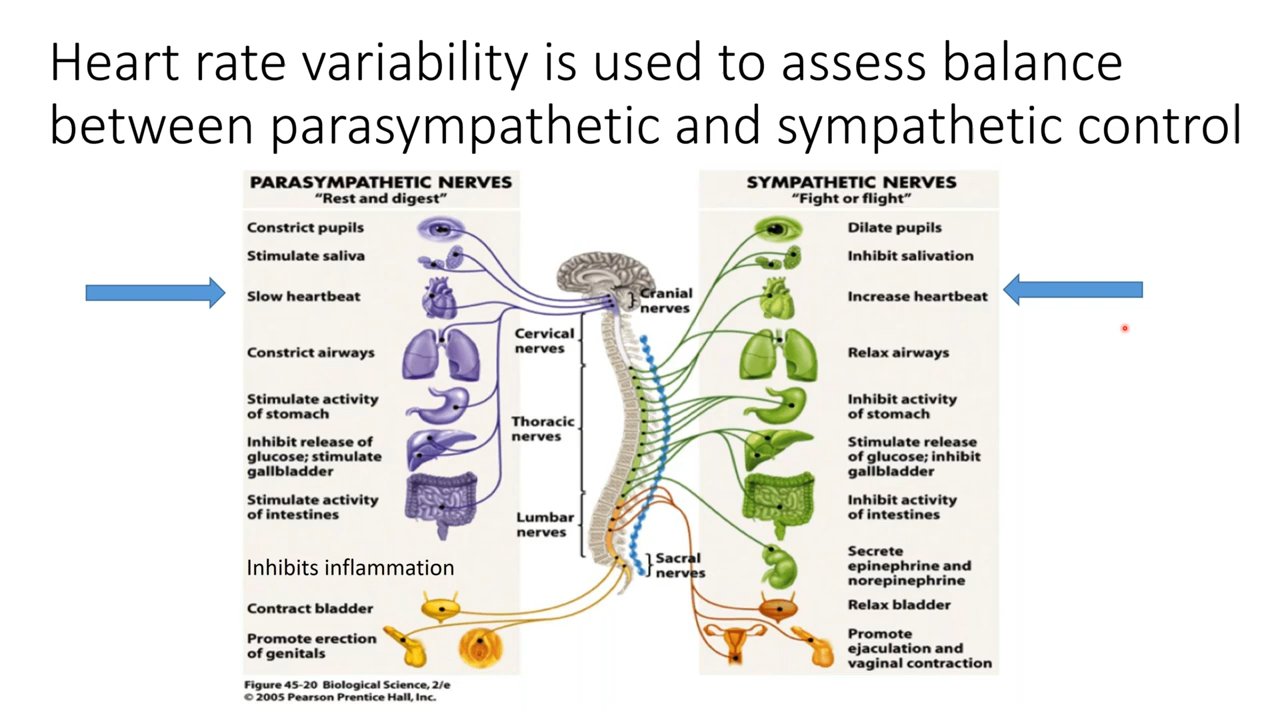 Heart rate variability is used to assess balance
between parasympathetic and sympathetic control
PARASYMPATHETIC NERVES
“Rest and digest”
Constrict pupils
Stimulate saliva
Slow heartbeat
Constrict airways
Stimulate activity
of stomach
Inhibit release of
glucose; stimulate
gallbladder
Stimulate activity
of intestines
Inhibits inflammation
Contract bladder
Promote erection
of genitals
Cranial
nerves
Cervical
nerves
Thoracic
nerves
Lumbar
nerves
Sacral
nerves
SYMPATHETIC NERVES
“Fight or flight”
Dilate pupils
Inhibit salivation
Increase heartbeat
Relax airways
Inhibit activity
of stomach
Stimulate release
of glucose; inhibit
gallbladder
Inhibit activity
of intestines
Secrete
epinephrine and
norepinephrine
Relax bladder
Promote
ejaculation and
vaginal contraction
Figure 45-20 Biological Science, 2/e
© 2005 Pearson Prentice Hall, Inc.